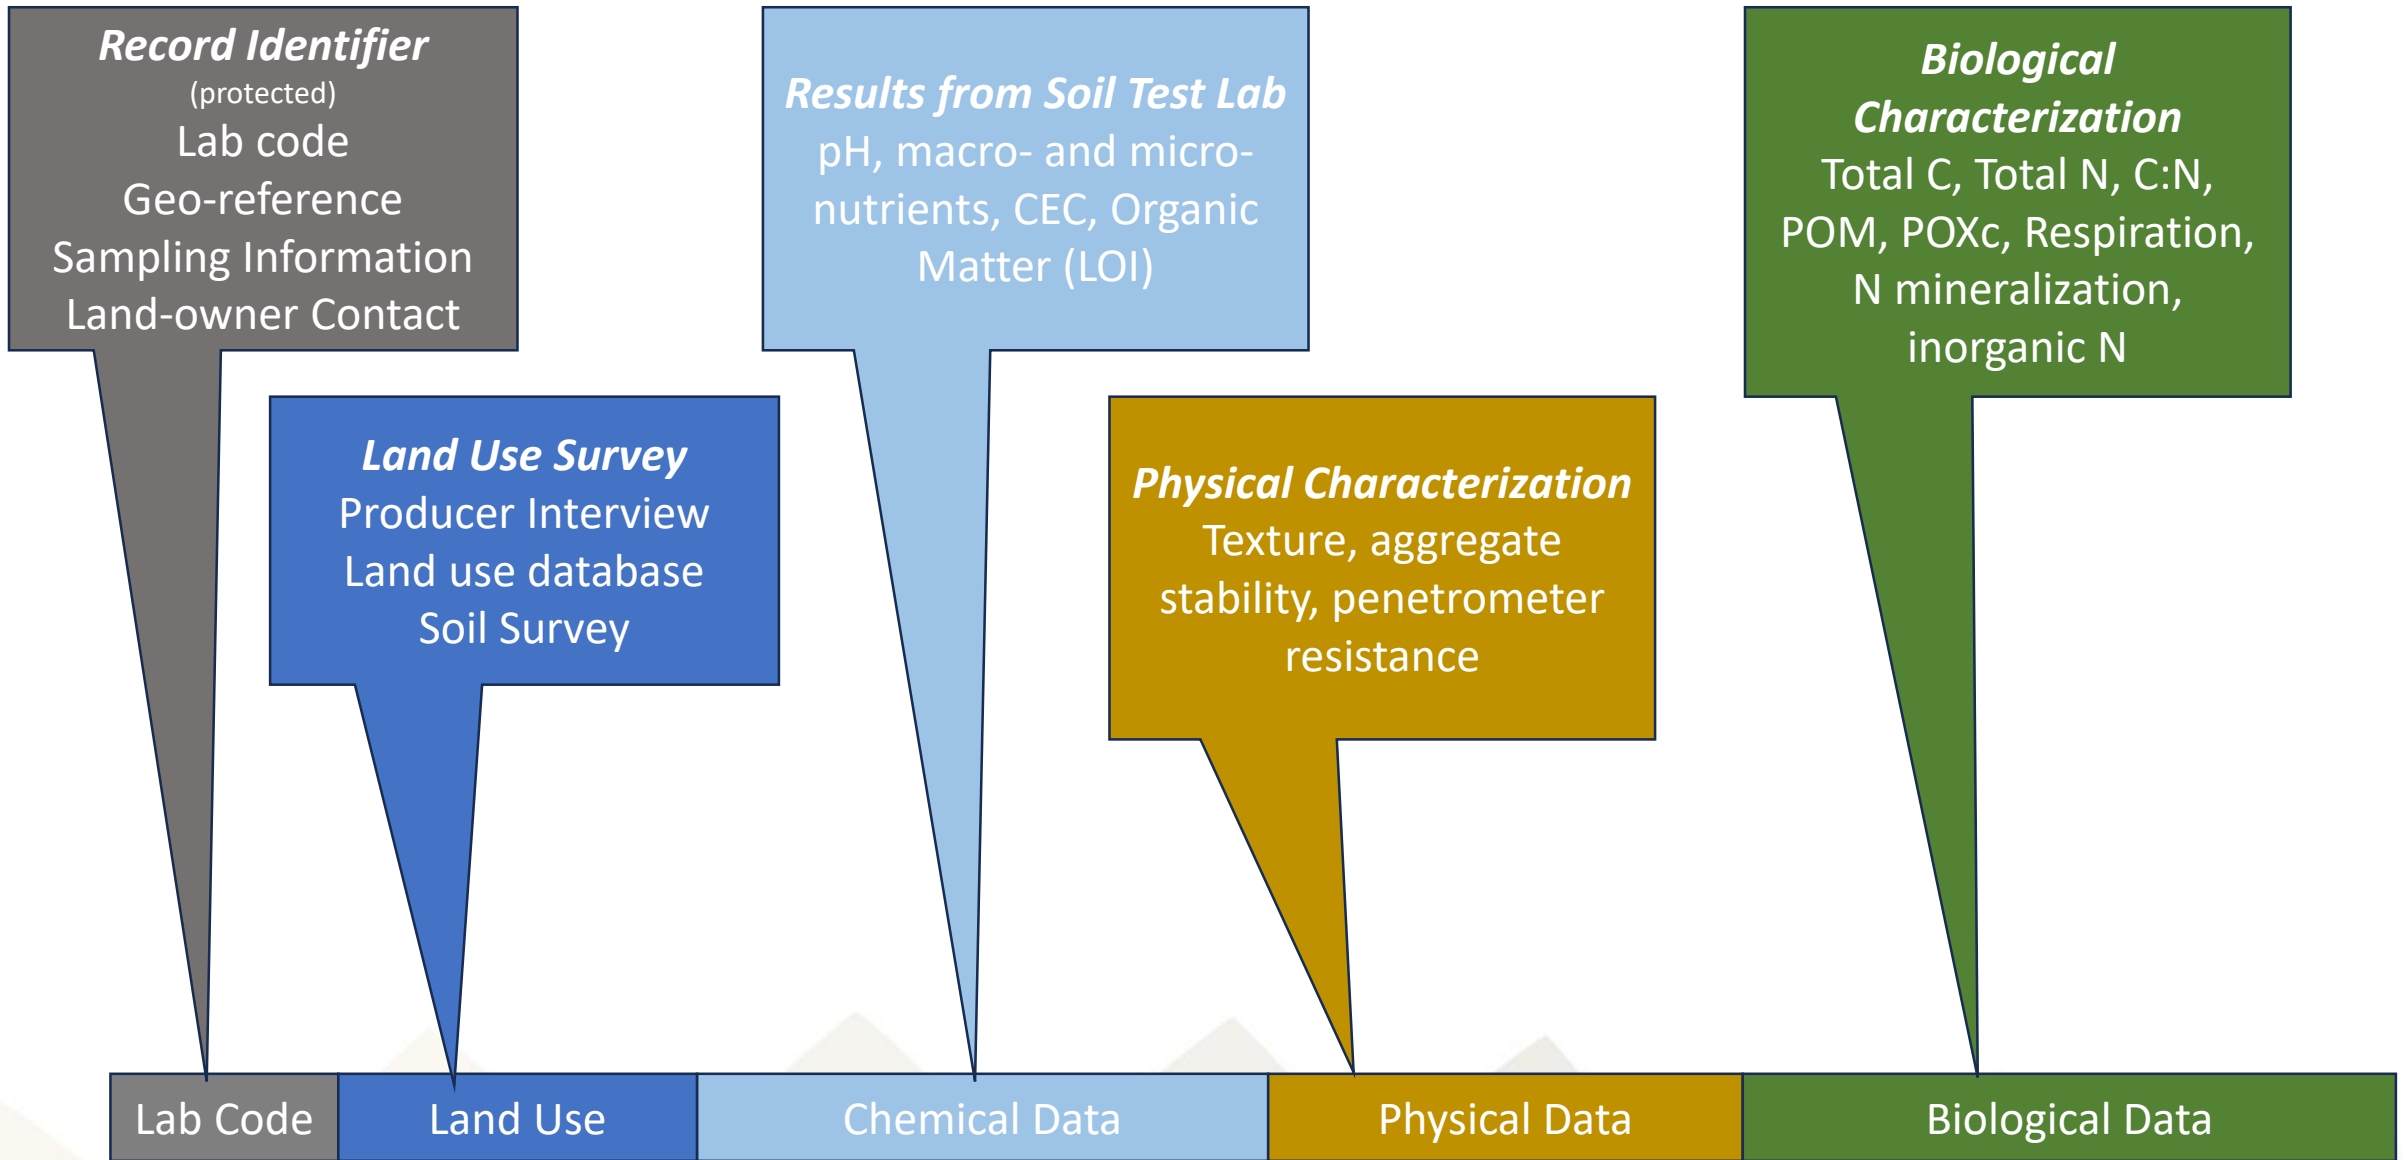 Record Identifier
(protected)
Lab code
Geo-reference
Sampling Information
Land-owner Contact
Land Use Survey
Producer Interview
Land use database
Soil Survey
Results from Soil Test Lab
pH, macro- and micro-
nutrients, CEC, Organic
Matter (LOI)
Physical Characterization
Texture, aggregate
stability, penetrometer
resistance
Biological
Characterization
Total C, Total N, C:N,
POM, POXc, Respiration,
N mineralization,
inorganic N
Lab Code
Land Use
Chemical Data
Physical Data
Biological Data